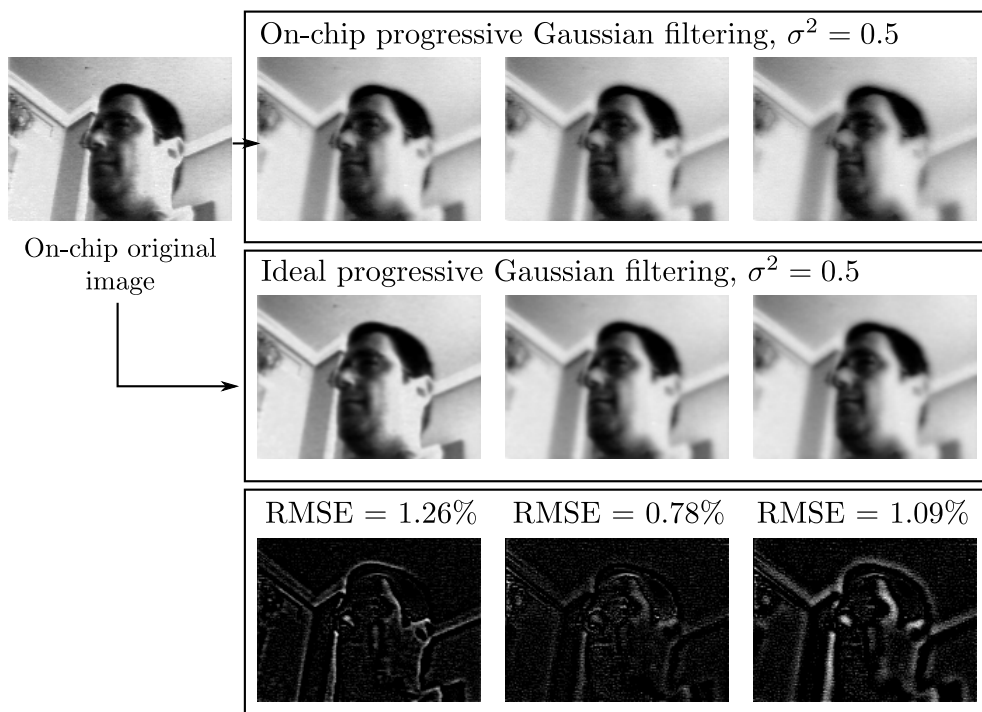 On-chip progressive Gaussian filtering, σ² = 0.5
On-chip original
image
Ideal progressive Gaussian filtering, σ² = 0.5
RMSE = 1.26%
RMSE = 0.78%
RMSE = 1.09%